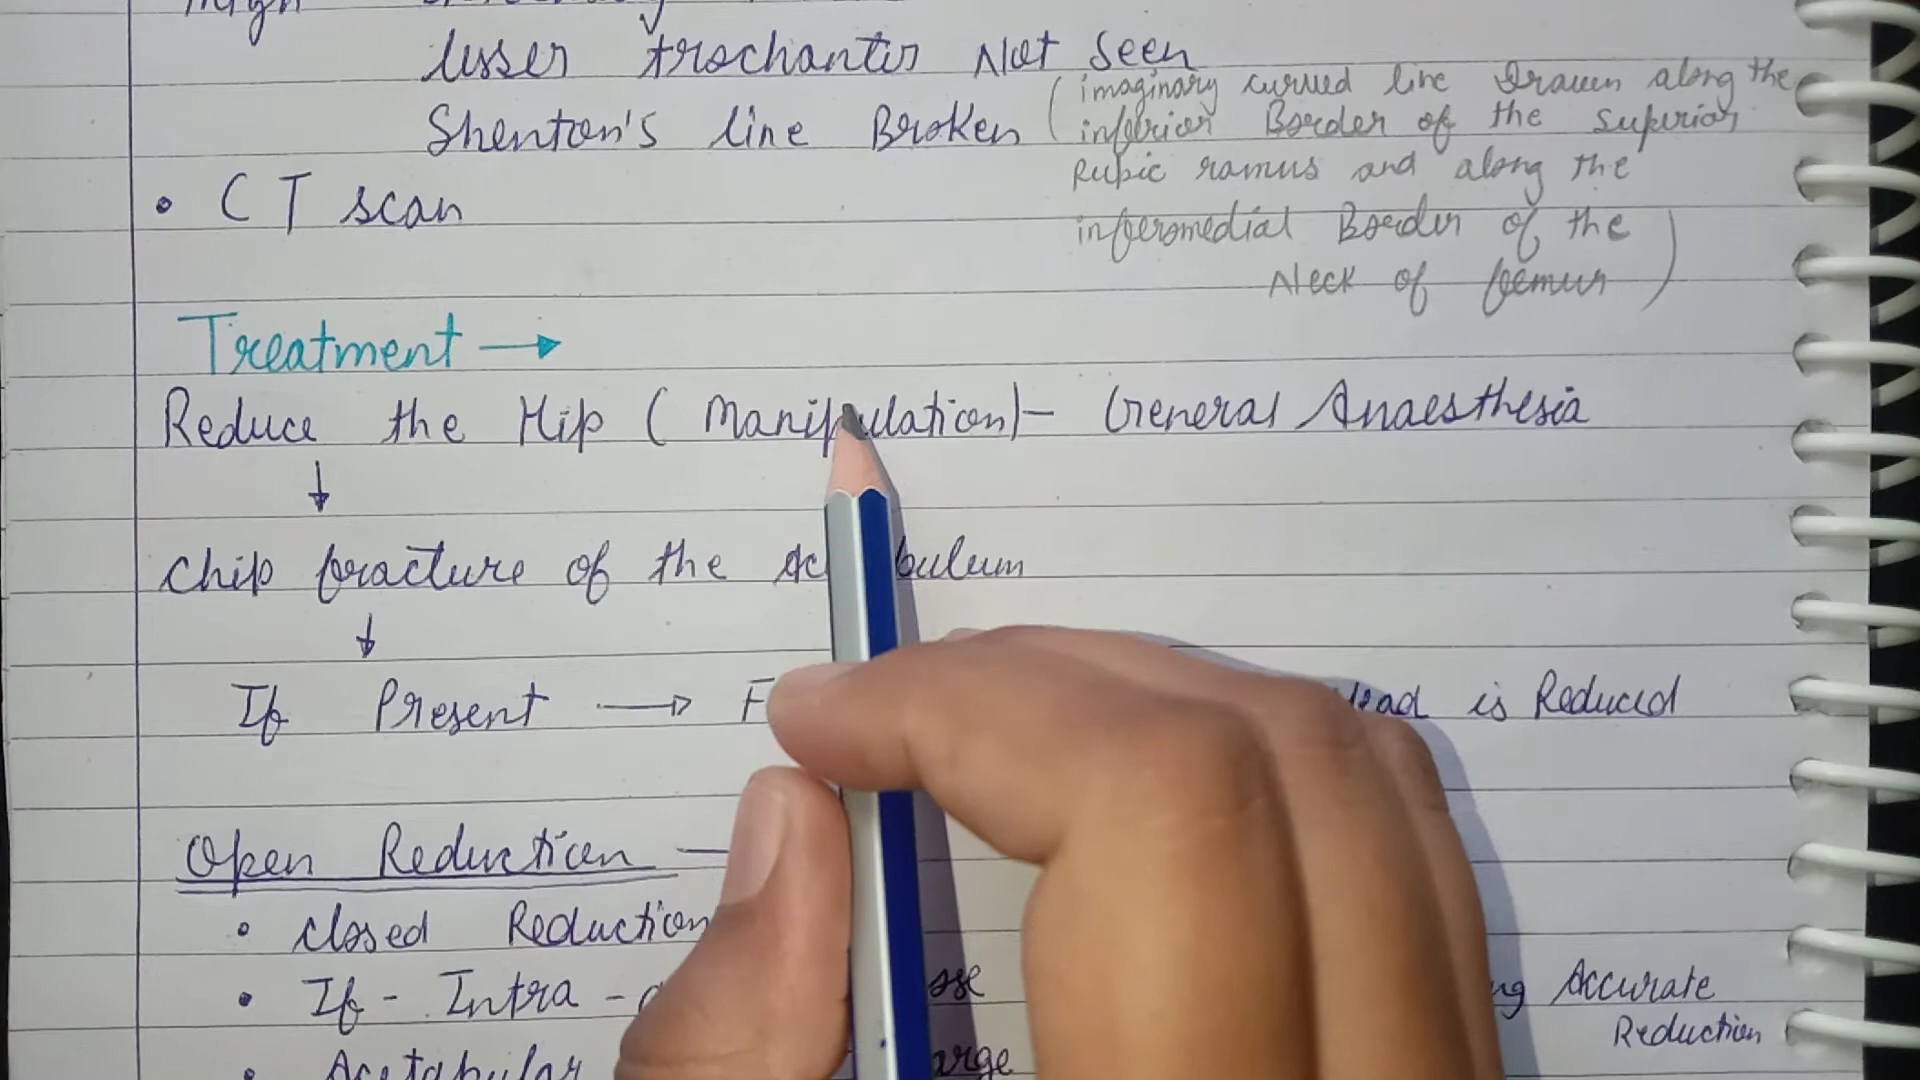 lesser trochanter Not seen
Shenton's line Broken (imaginary curved line Drawn along the
inferior Border of the superior
Pubic ramus and along the
inferomedial Border of the
Neck of femur)
• CT scan
Treatment →
Reduce the Hip (Manipulation) - General Anaesthesia
↓
Chip fracture of the
↓
If Present → is Reduced
Open Reduction -
• Closed Reduction
• If - Intra - Accurate
Reduction
• Acetabular